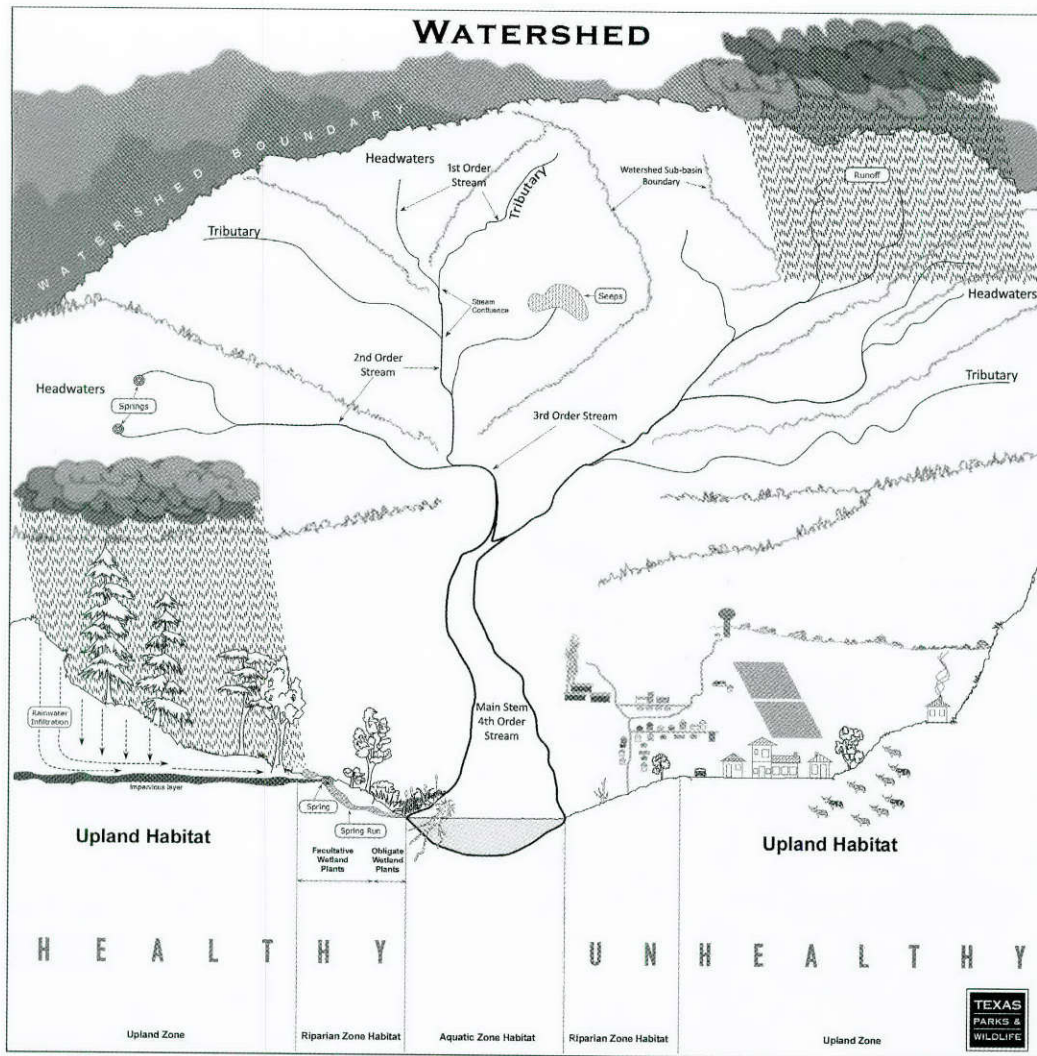 WATERSHED
WATERSHED BOUNDARY
Headwaters
1st Order
Stream
Tributary
Watershed Sub-basin
Boundary
Runoff
Tributary
Stream
Confluence
Seeps
Headwaters
2nd Order
Stream
Headwaters
Springs
Tributary
3rd Order Stream
Rainwater
Infiltration
Main Stem
4th Order
Stream
Impervious layer
Spring
Spring Run
Upland Habitat
Upland Habitat
Facultative
Wetland
Plants
Obligate
Wetland
Plants
HEALTHY
UNHEALTHY
TEXAS
PARKS &
WILDLIFE
Upland Zone
Riparian Zone Habitat
Aquatic Zone Habitat
Riparian Zone Habitat
Upland Zone